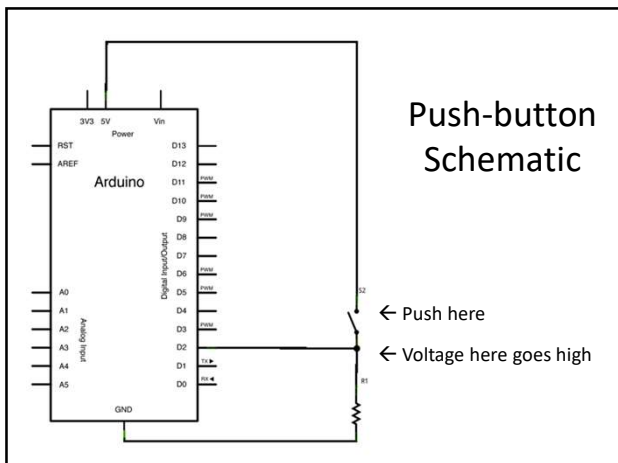 Push-button
Schematic
3V3 5V Vin
Power
RST
AREF
Arduino
D13
D12
D11 PWM
D10 PWM
D9 PWM
D8
D7
D6 PWM
D5 PWM
D4
D3 PWM
D2
D1 TX ▶
D0 RX ◀
Digital Input/Output
A0
A1
A2
A3
A4
A5
Analog Input
GND
S2
← Push here
← Voltage here goes high
R1